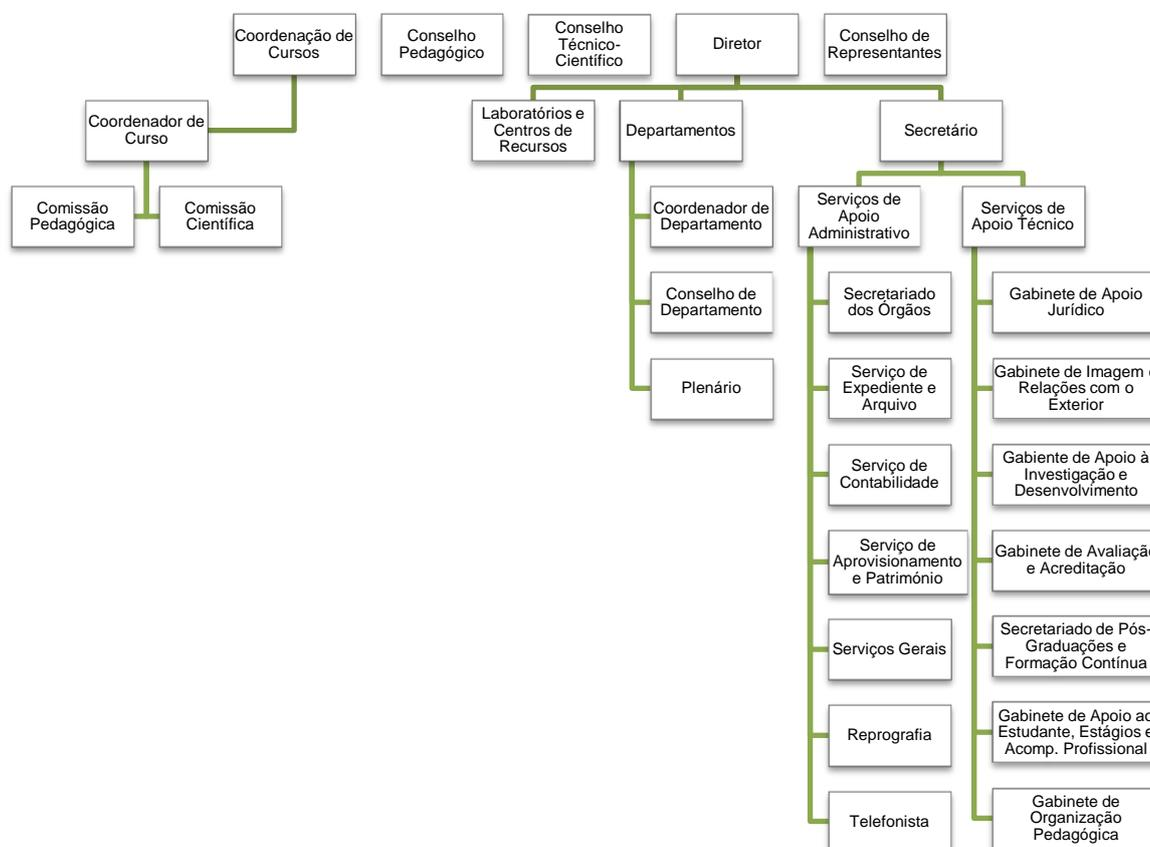 Coordenação de
Cursos
Conselho
Pedagógico
Conselho
Técnico-
Científico
Diretor
Conselho de
Representantes
Coordenador de
Curso
Laboratórios e
Centros de
Recursos
Departamentos
Secretário
Comissão
Pedagógica
Comissão
Científica
Coordenador de
Departamento
Conselho de
Departamento
Plenário
Serviços de
Apoio
Administrativo
Secretariado
dos Órgãos
Serviço de
Expediente e
Arquivo
Serviço de
Contabilidade
Serviço de
Aprovisionamento
e Património
Serviços Gerais
Reprografia
Telefonista
Serviços de
Apoio Técnico
Gabinete de Apoio
Jurídico
Gabinete de Imagem
Relações com o
Exterior
Gabiente de Apoio à
Investigação e
Desenvolvimento
Gabinete de Avaliação
e Acreditação
Secretariado de Pós-
Graduações e
Formação Contínua
Gabinete de Apoio ao
Estudante, Estágios e
Acomp. Profissional
Gabinete de
Organização
Pedagógica